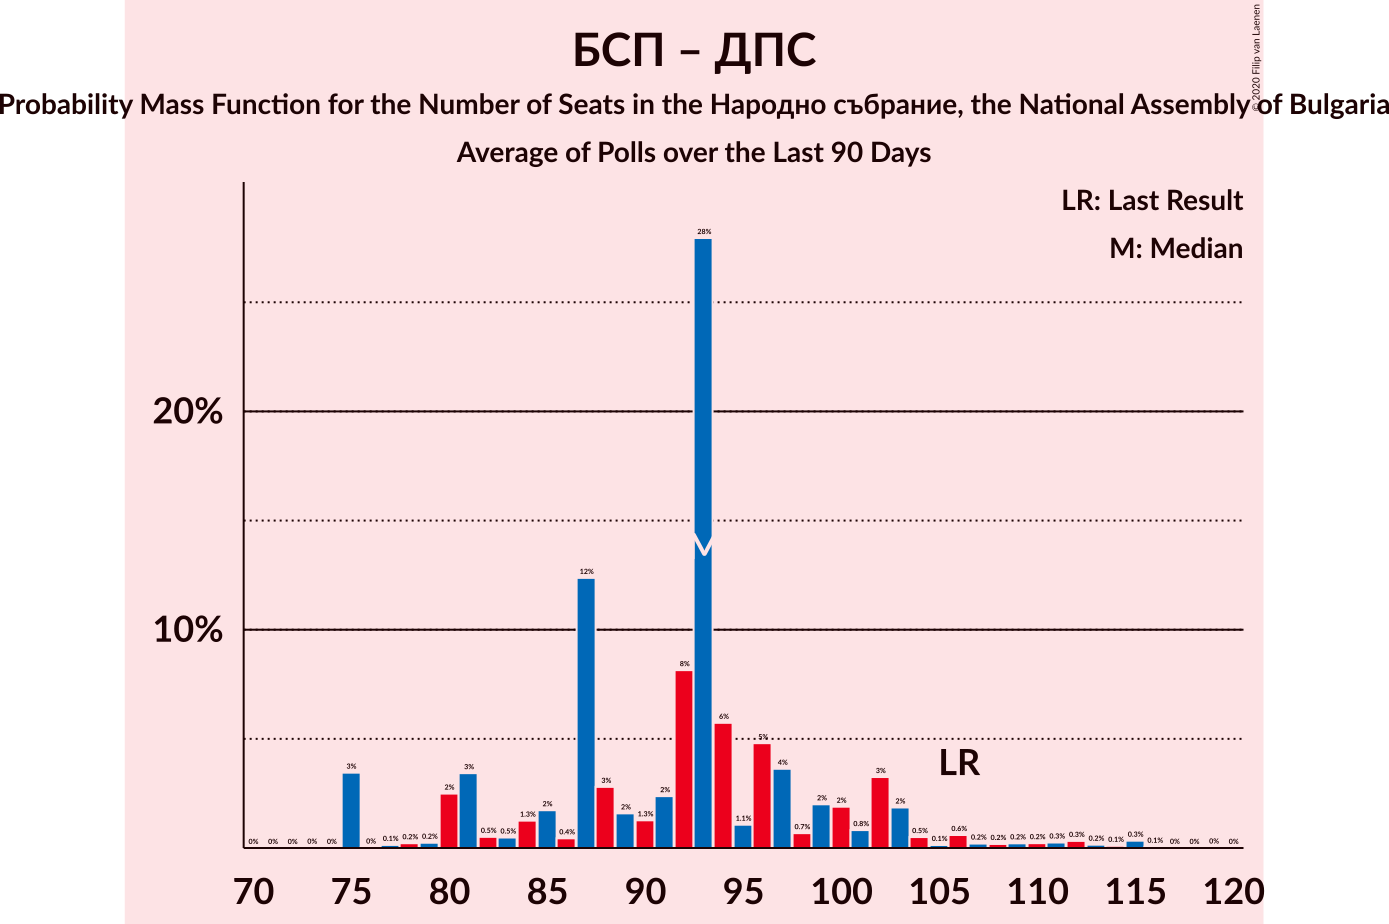 БСП – ДПС
© 2020 Filip van Laenen
Probability Mass Function for the Number of Seats in the Народно събрание, the National Assembly of Bulgaria
Average of Polls over the Last 90 Days
LR: Last Result
M: Median
28%
20%
M
12%
10%
8%
6%
5%
LR
3% 3% 3% 4% 3%
2% 2% 2% 2% 2% 2% 2%
0% 0% 0% 0% 0% 0% 0.1% 0.2% 0.2% 0.5% 0.5% 1.3% 0.4% 1.3% 1.1% 0.7% 0.8% 0.5% 0.1% 0.6% 0.2% 0.2% 0.2% 0.2% 0.3% 0.3% 0.2% 0.1% 0.3% 0.1% 0% 0% 0% 0%
70 75 80 85 90 95 100 105 110 115 120